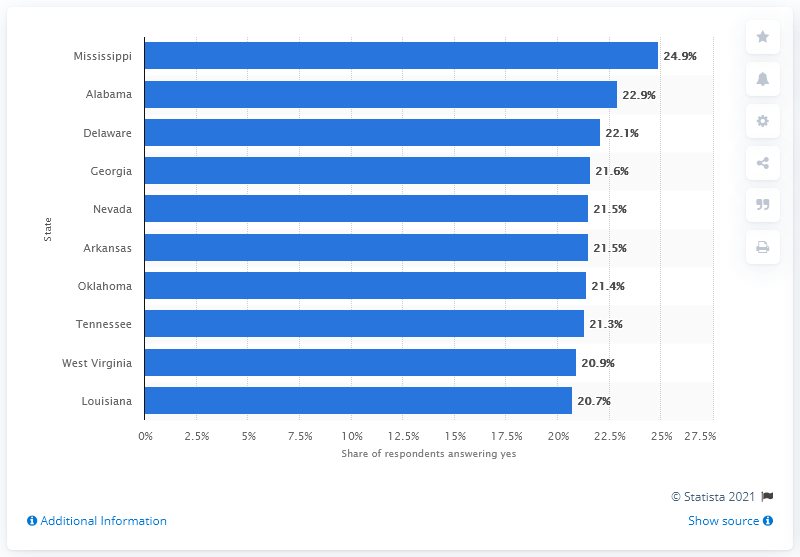 Mississippi 24.9%
Alabama 22.9%
Delaware 22.1%
Georgia 21.6%
Nevada 21.5%
Arkansas 21.5%
Oklahoma 21.4%
Tennessee 21.3%
West Virginia 20.9%
Louisiana 20.7%
State
0% 2.5% 5% 7.5% 10% 12.5% 15% 17.5% 20% 22.5% 25% 27.5%
Share of respondents answering yes
© Statista 2021
Additional Information
Show source